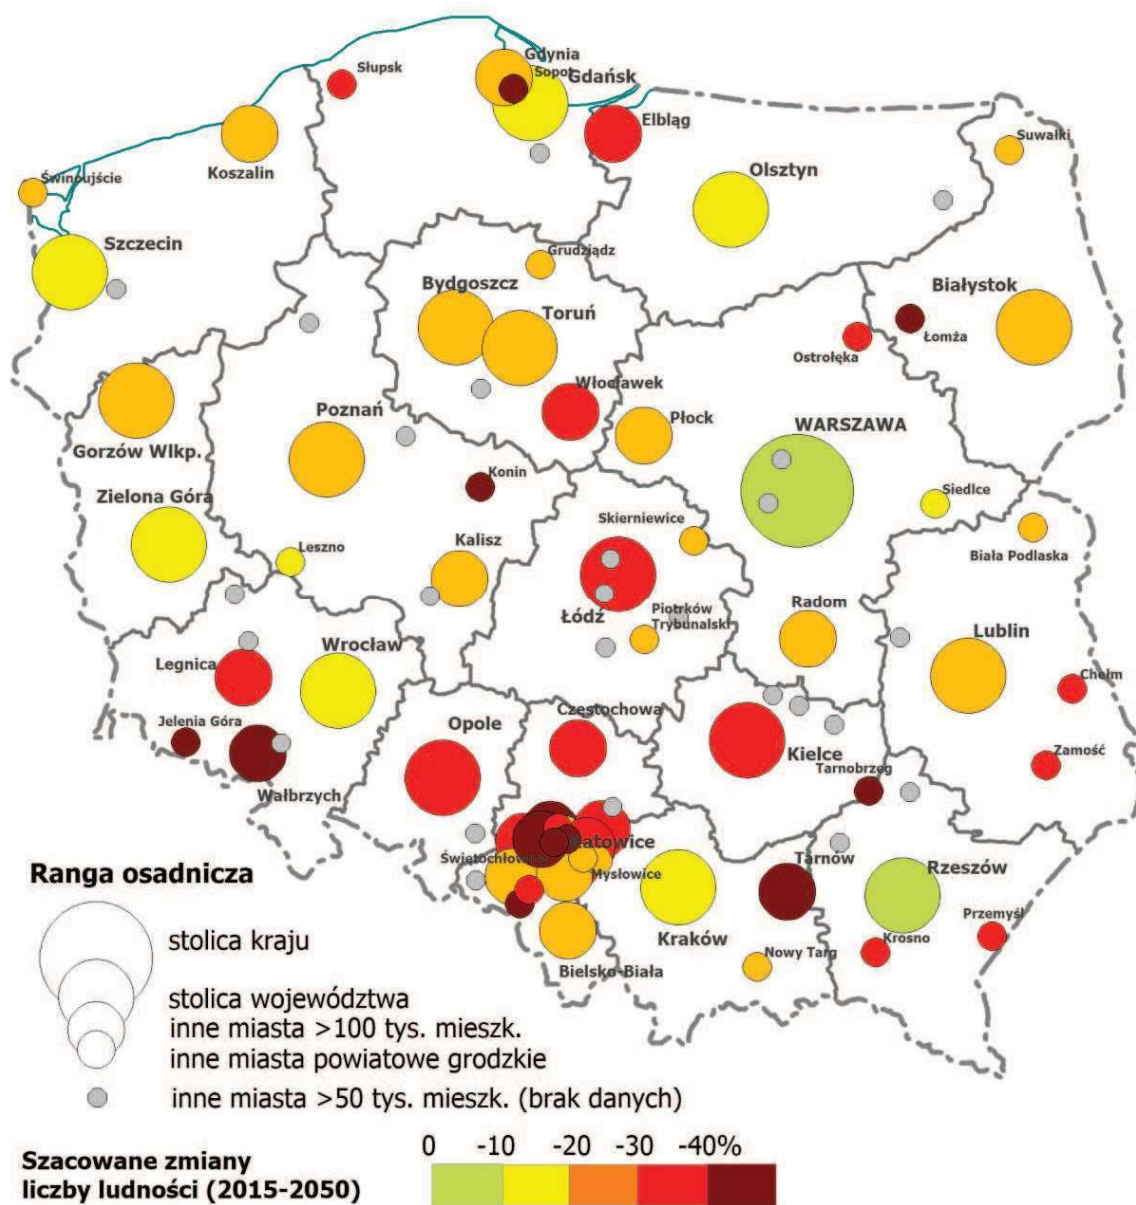 Słupsk
Gdynia
Sopot
Gdańsk
Elbląg
Suwałki
Koszalin
Olsztyn
Świnoujście
Szczecin
Grudziądz
Bydgoszcz
Toruń
Białystok
Łomża
Ostrołęka
Włocławek
Płock
Poznań
WARSZAWA
Gorzów Wlkp.
Konin
Zielona Góra
Siedlce
Skierniewice
Leszno
Kalisz
Biała Podlaska
Łódź
Piotrków
Trybunalski
Radom
Lublin
Wrocław
Legnica
Chełm
Jelenia Góra
Opole
Częstochowa
Kielce
Zamość
Tarnobrzeg
Wałbrzych
Katowice
Świętochłowice
Mysłowice
Tarnów
Rzeszów
Kraków
Przemyśl
Krosno
Nowy Targ
Bielsko-Biała
Ranga osadnicza
stolica kraju
stolica województwa
inne miasta >100 tys. mieszk.
inne miasta powiatowe grodzkie
inne miasta >50 tys. mieszk. (brak danych)
0 -10 -20 -30 -40%
Szacowane zmiany
liczby ludności (2015-2050)